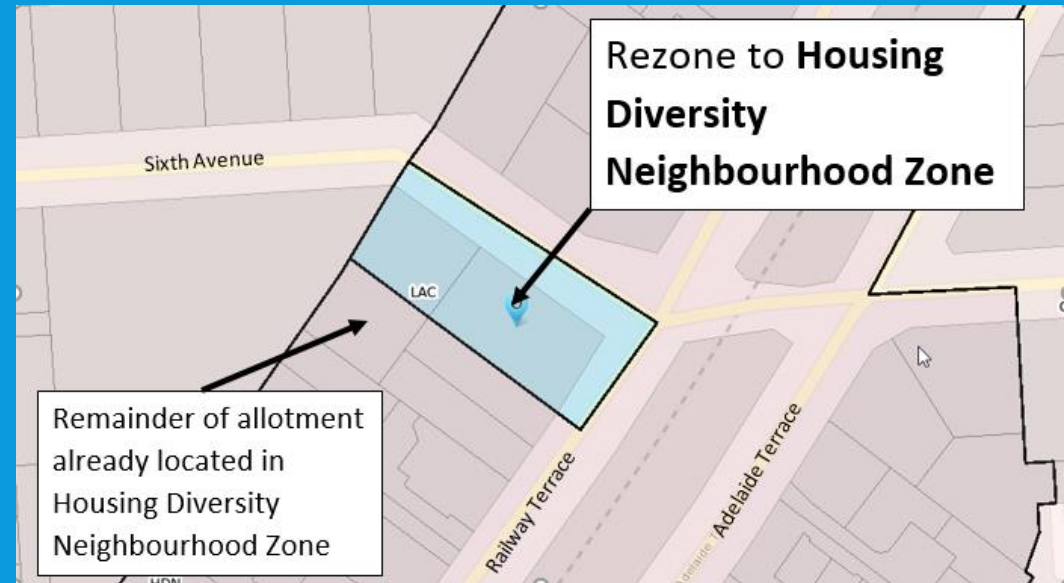 Rezone to Housing
Diversity
Neighbourhood Zone
Sixth Avenue
LAC
Remainder of allotment
already located in
Housing Diversity
Neighbourhood Zone
Railway Terrace
Adelaide Terrace
HDN